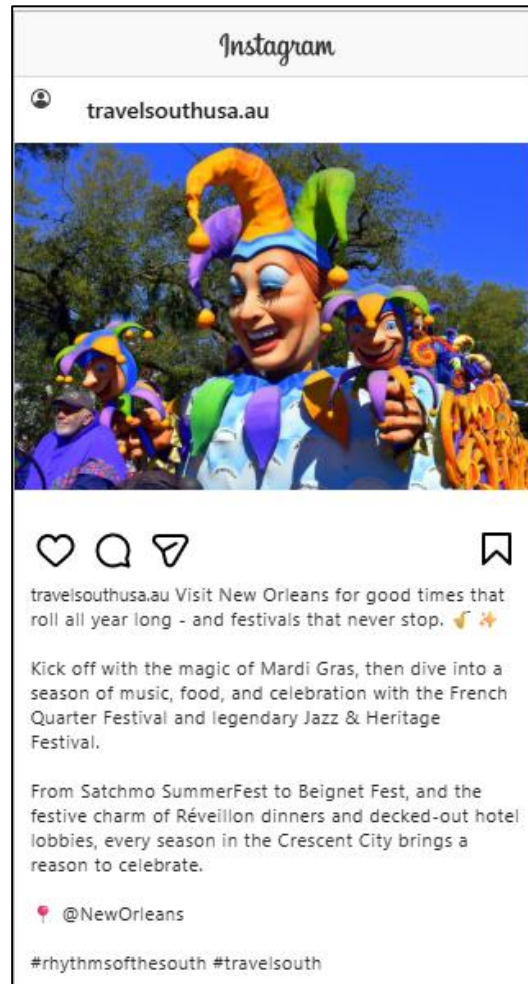 Instagram
travelsouthusa.au
travelsouthusa.au Visit New Orleans for good times that
roll all year long - and festivals that never stop. 🎷 ✨
Kick off with the magic of Mardi Gras, then dive into a
season of music, food, and celebration with the French
Quarter Festival and legendary Jazz & Heritage
Festival.
From Satchmo SummerFest to Beignet Fest, and the
festive charm of Réveillon dinners and decked-out hotel
lobbies, every season in the Crescent City brings a
reason to celebrate.
📍 @NewOrleans
#rhythmsofthesouth #travelsouth